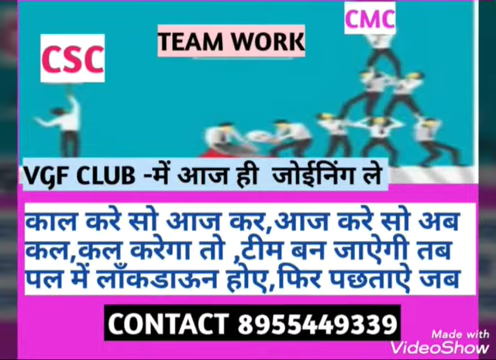 CMC
TEAM WORK
CSC
VGF CLUB -में आज ही जोईनिंग ले
काल करे सो आज कर,आज करे सो अब
कल,कल करेगा तो ,टीम बन जाऐगी तब
पल में लाँकडाऊन होए,फिर पछताऐ जब
CONTACT 8955449339
Made with
VideoShow